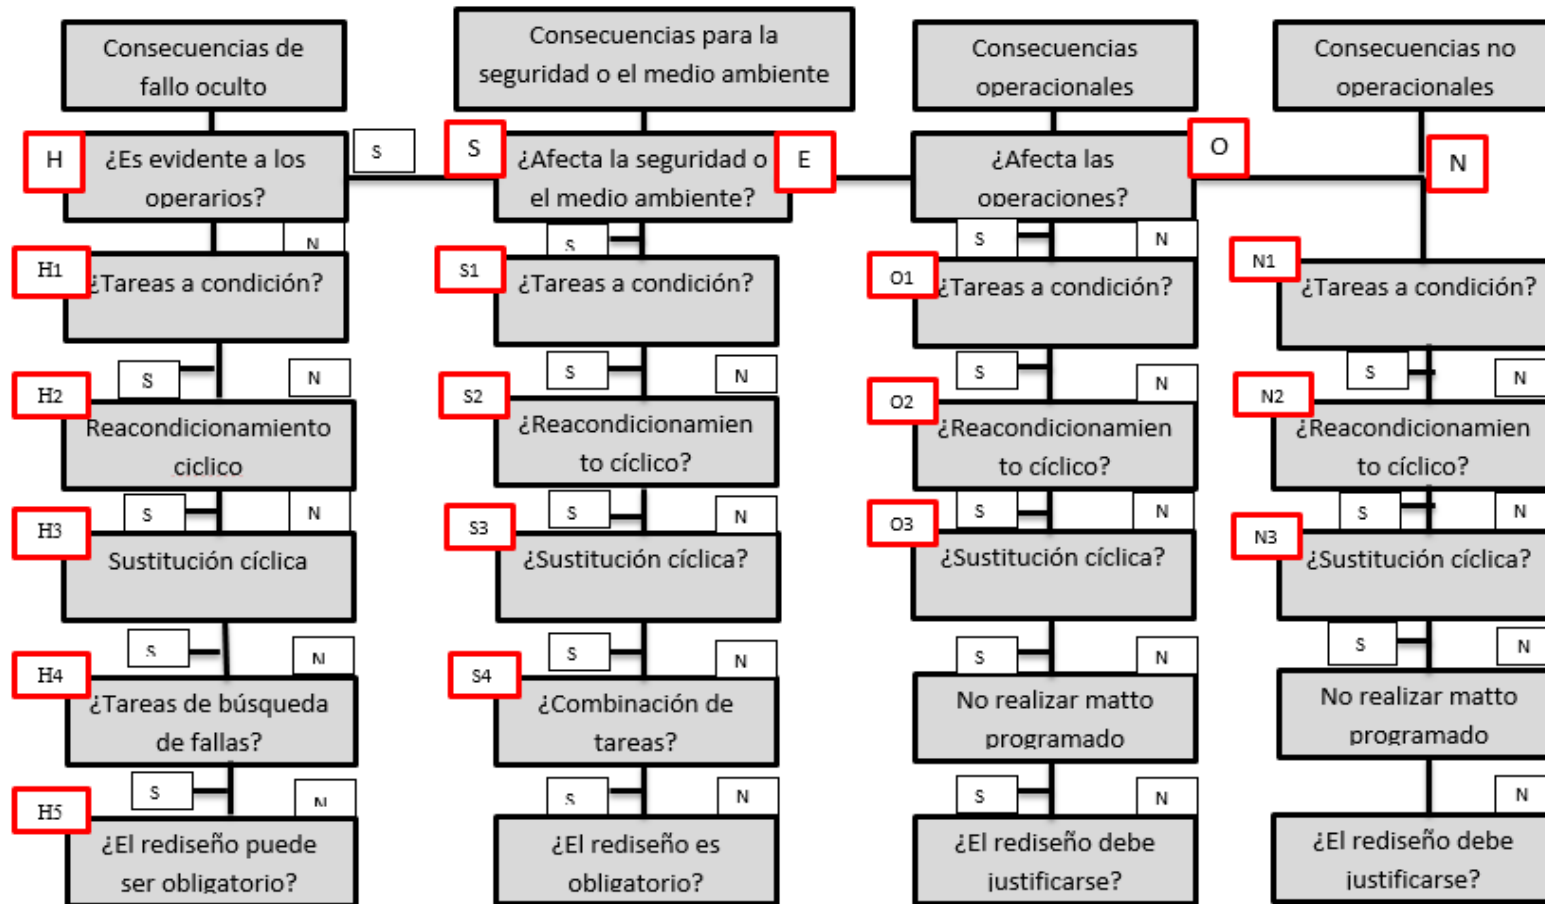 Consecuencias de
fallo oculto
Consecuencias para la
seguridad o el medio ambiente
Consecuencias
operacionales
Consecuencias no
operacionales
H
¿Es evidente a los
operarios?
S
S
¿Afecta la seguridad o
el medio ambiente?
E
¿Afecta las
operaciones?
O
N
N
S
S
N
H1
¿Tareas a condición?
S1
¿Tareas a condición?
O1
¿Tareas a condición?
N1
¿Tareas a condición?
S
N
S
N
S
N
S
N
H2
Reacondicionamiento
ciclico
S2
¿Reacondicionamien
to cíclico?
O2
¿Reacondicionamien
to cíclico?
N2
¿Reacondicionamien
to cíclico?
S
N
S
N
S
N
S
N
H3
Sustitución cíclica
S3
¿Sustitución cíclica?
O3
¿Sustitución cíclica?
N3
¿Sustitución cíclica?
S
N
S
N
S
N
S
N
H4
¿Tareas de búsqueda
de fallas?
S4
¿Combinación de
tareas?
No realizar matto
programado
No realizar matto
programado
S
N
S
N
S
N
N
H5
¿El rediseño puede
ser obligatorio?
¿El rediseño es
obligatorio?
¿El rediseño debe
justificarse?
¿El rediseño debe
justificarse?